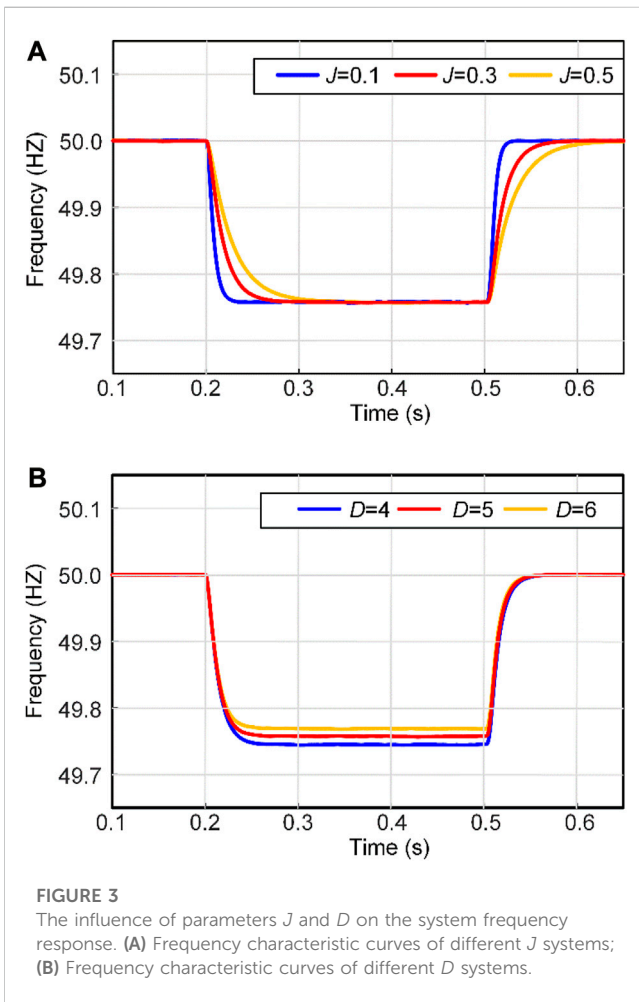 A
J=0.1 J=0.3 J=0.5
50.1
50.0
49.9
49.8
49.7
Frequency (HZ)
0.1 0.2 0.3 0.4 0.5 0.6
Time (s)
B
D=4 D=5 D=6
50.1
50.0
49.9
49.8
49.7
Frequency (HZ)
0.1 0.2 0.3 0.4 0.5 0.6
Time (s)
FIGURE 3
The influence of parameters J and D on the system frequency
response. (A) Frequency characteristic curves of different J systems;
(B) Frequency characteristic curves of different D systems.